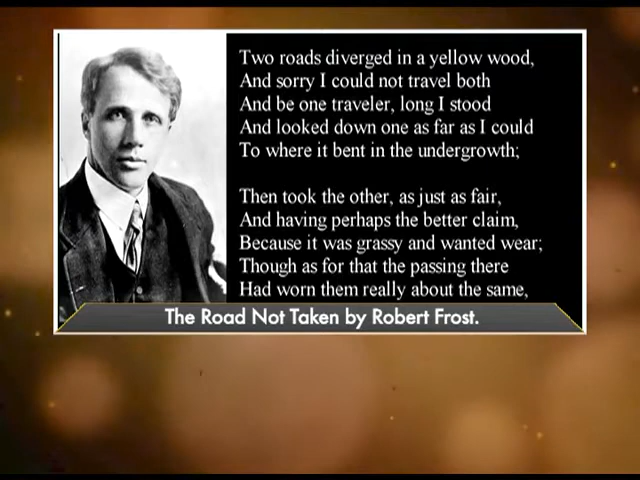 Two roads diverged in a yellow wood,
And sorry I could not travel both
And be one traveler, long I stood
And looked down one as far as I could
To where it bent in the undergrowth;
Then took the other, as just as fair,
And having perhaps the better claim,
Because it was grassy and wanted wear;
Though as for that the passing there
Had worn them really about the same,
The Road Not Taken by Robert Frost.